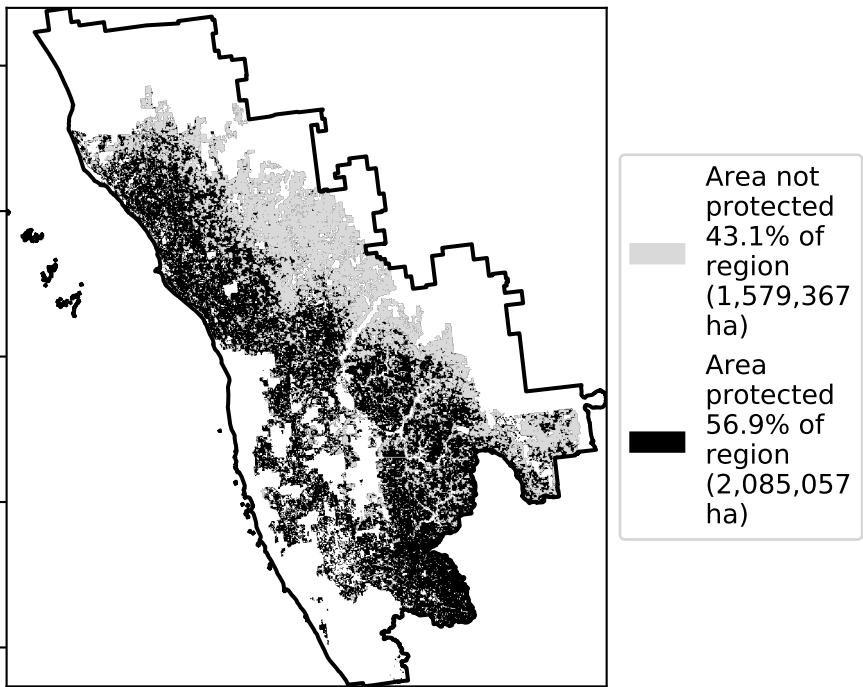 Area not
protected
43.1% of
region
(1,579,367
ha)
Area
protected
56.9% of
region
(2,085,057
ha)